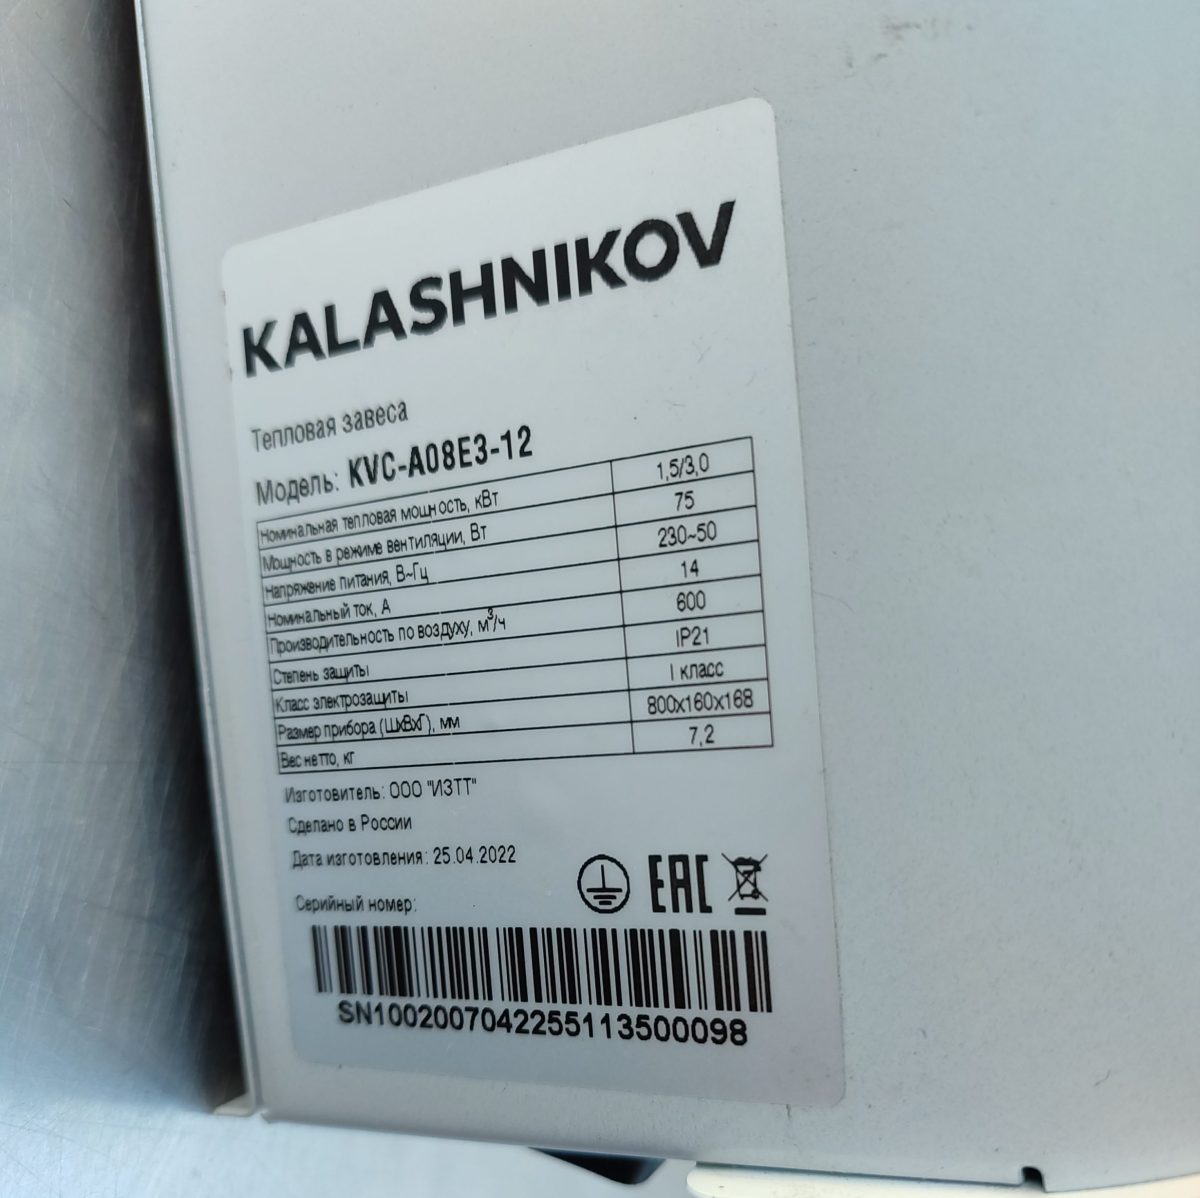 KALASHNIKOV
Тепловая завеса
Модель: KVC-A08E3-12
Номинальная тепловая мощность, кВт 1,5/3,0
Мощность в режиме вентиляции, Вт 75
Напряжение питания, В~Гц 230~50
Номинальный ток, А 14
Производительность по воздуху, м³/ч 600
Степень защиты IP21
Класс электрозащиты I класс
Размер прибора (ШхВхГ), мм 800х160х168
Вес нетто, кг 7,2
Изготовитель: ООО "ИЗТТ"
Сделано в России
Дата изготовления: 25.04.2022
EAC
Серийный номер:
SN1002007042255113500098